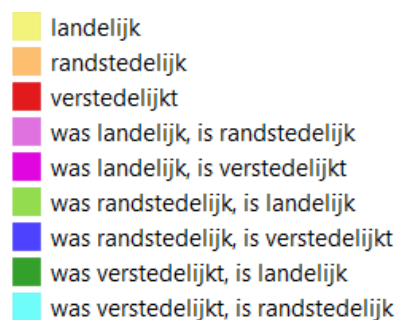 landelijk
randstedelijk
verstedelijkt
was landelijk, is randstedelijk
was landelijk, is verstedelijkt
was randstedelijk, is landelijk
was randstedelijk, is verstedelijkt
was verstedelijkt, is landelijk
was verstedelijkt, is randstedelijk